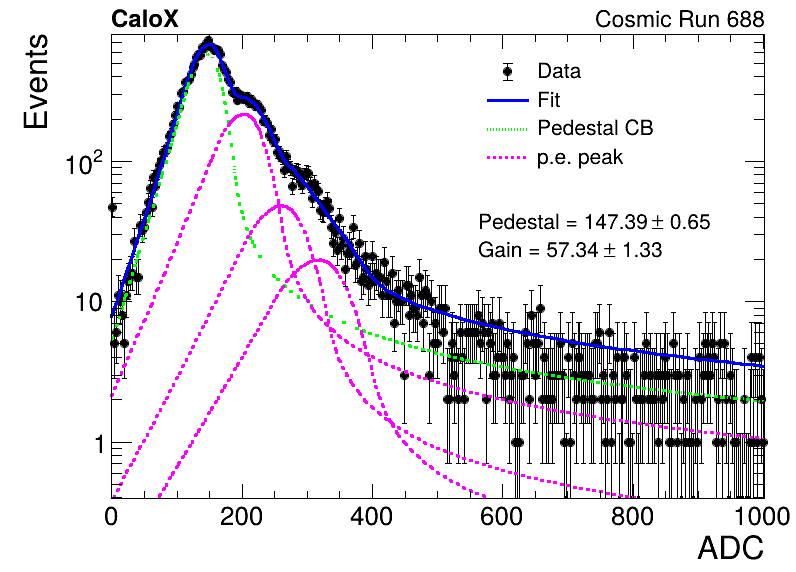 CaloX
Cosmic Run 688
Events
Data
Fit
Pedestal CB
p.e. peak
Pedestal = 147.39 ± 0.65
Gain = 57.34 ± 1.33
10²
10
1
0 200 400 600 800 1000
ADC